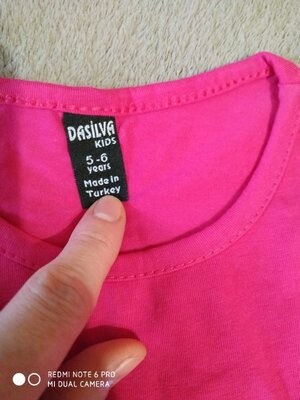 DASILVA
KIDS
5-6
years
Made in
Turkey
REDMI NOTE 6 PRO
MI DUAL CAMERA